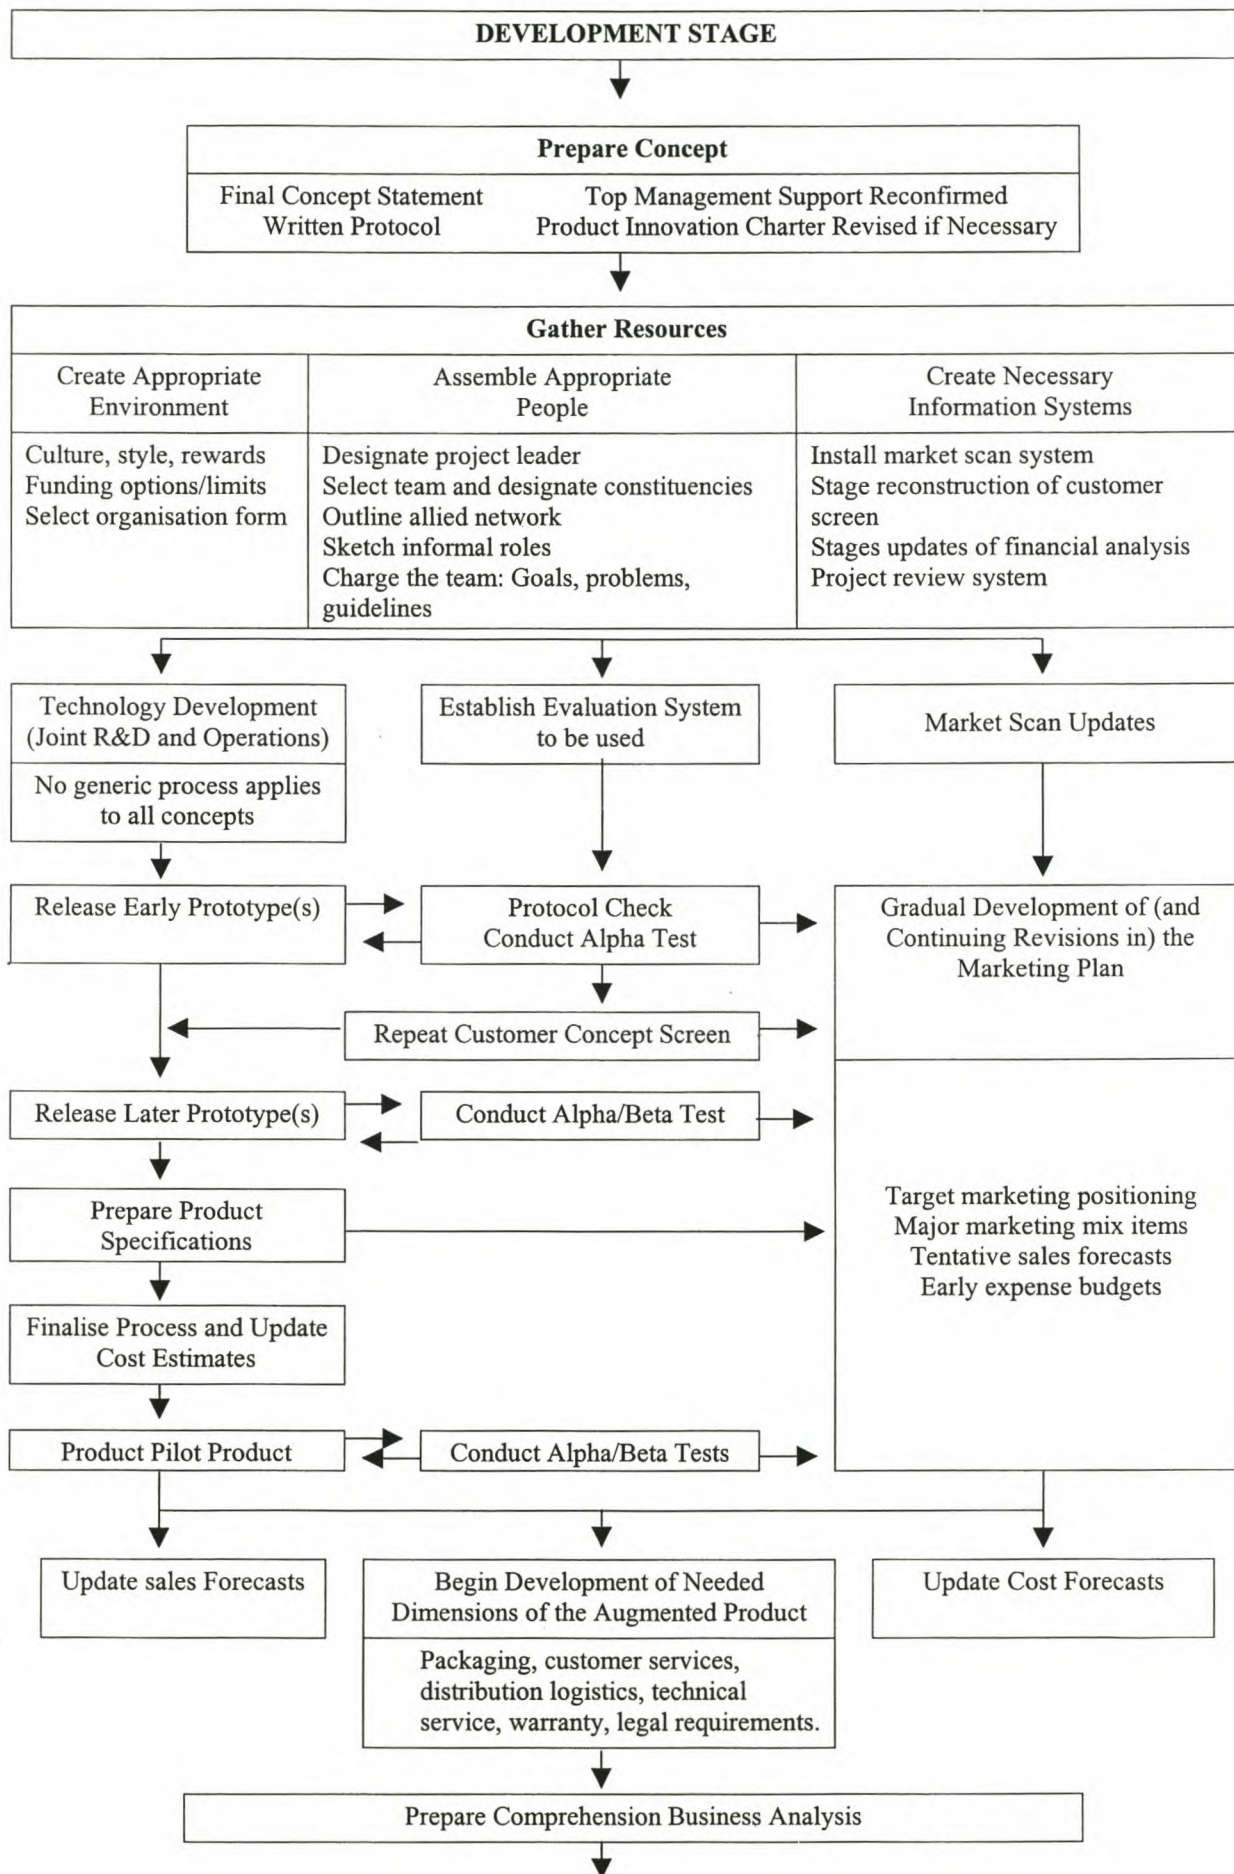 DEVELOPMENT STAGE
Prepare Concept
Final Concept Statement
Written Protocol
Top Management Support Reconfirmed
Product Innovation Charter Revised if Necessary
Gather Resources
Create Appropriate
Environment
Culture, style, rewards
Funding options/limits
Select organisation form
Assemble Appropriate
People
Designate project leader
Select team and designate constituencies
Outline allied network
Sketch informal roles
Charge the team: Goals, problems,
guidelines
Create Necessary
Information Systems
Install market scan system
Stage reconstruction of customer
screen
Stages updates of financial analysis
Project review system
Technology Development
(Joint R&D and Operations)
No generic process applies
to all concepts
Establish Evaluation System
to be used
Market Scan Updates
Release Early Prototype(s)
Protocol Check
Conduct Alpha Test
Gradual Development of (and
Continuing Revisions in) the
Marketing Plan
Repeat Customer Concept Screen
Release Later Prototype(s)
Conduct Alpha/Beta Test
Prepare Product
Specifications
Target marketing positioning
Major marketing mix items
Tentative sales forecasts
Early expense budgets
Finalise Process and Update
Cost Estimates
Product Pilot Product
Conduct Alpha/Beta Tests
Update sales Forecasts
Begin Development of Needed
Dimensions of the Augmented Product
Packaging, customer services,
distribution logistics, technical
service, warranty, legal requirements.
Update Cost Forecasts
Prepare Comprehension Business Analysis